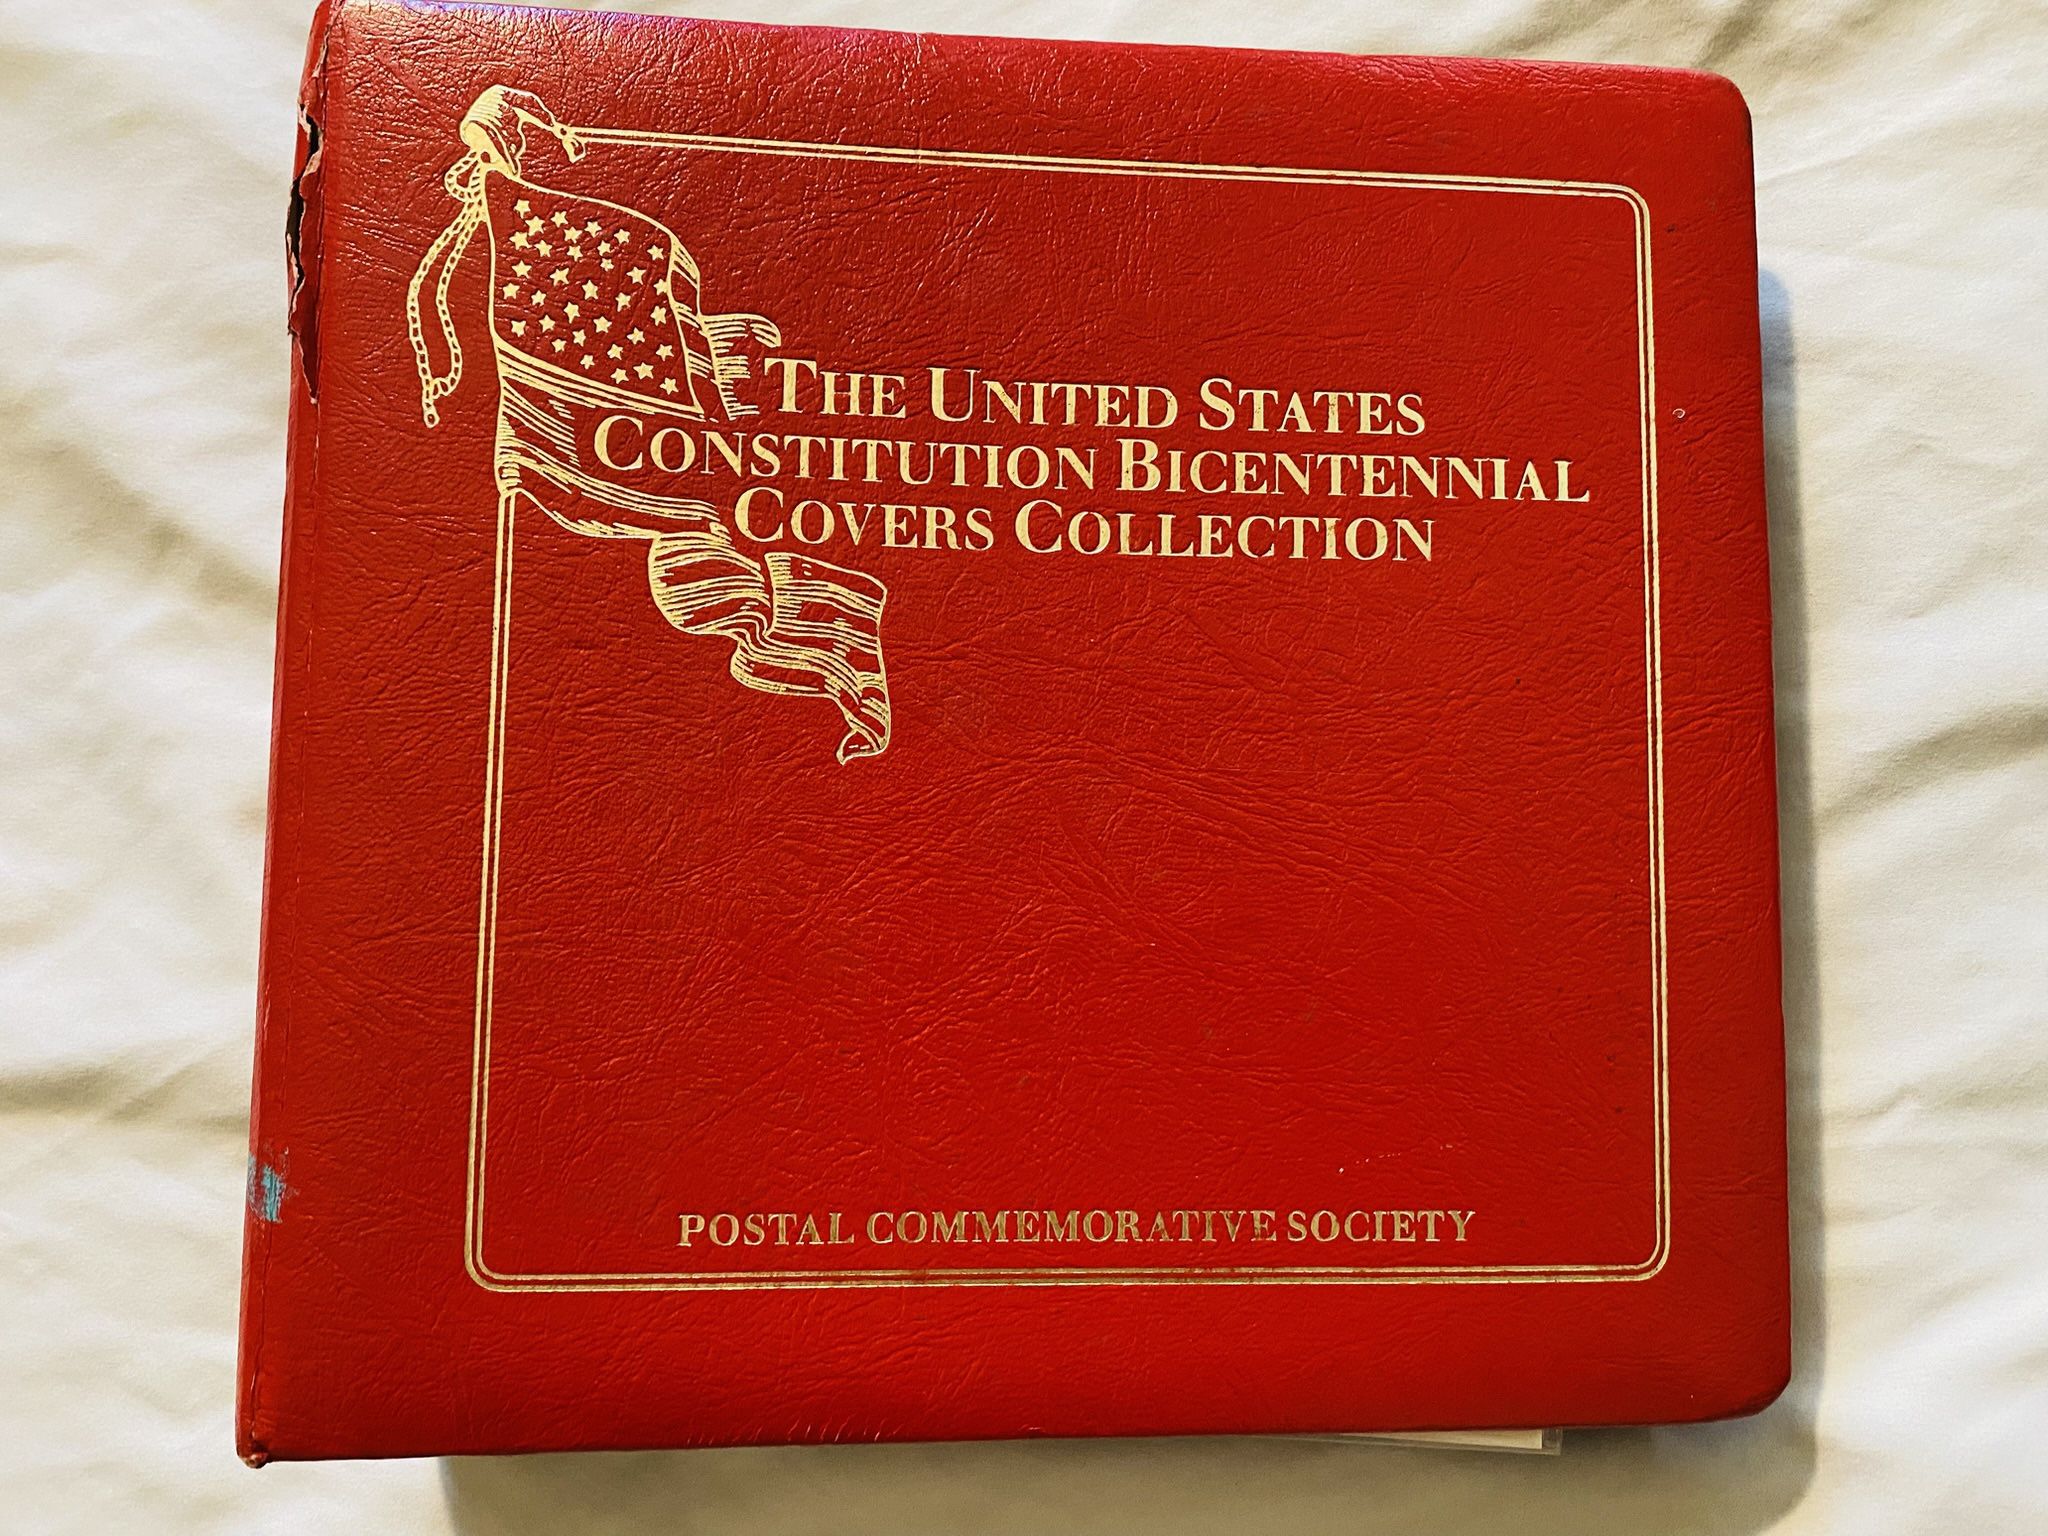 THE UNITED STATES
CONSTITUTION BICENTENNIAL
COVERS COLLECTION
POSTAL COMMEMORATIVE SOCIETY